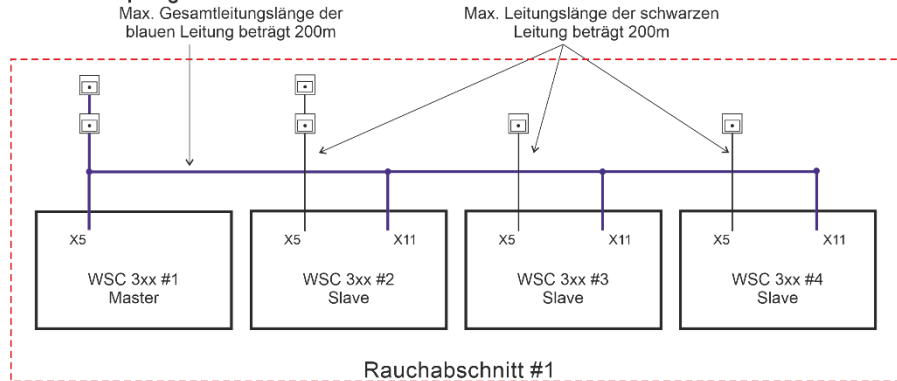 Max. Gesamtleitungslänge der
blauen Leitung beträgt 200m
Max. Leitungslänge der schwarzen
Leitung beträgt 200m
X5
X5
X11
X5
X11
X5
X11
WSC 3xx #1
Master
WSC 3xx #2
Slave
WSC 3xx #3
Slave
WSC 3xx #4
Slave
Rauchabschnitt #1